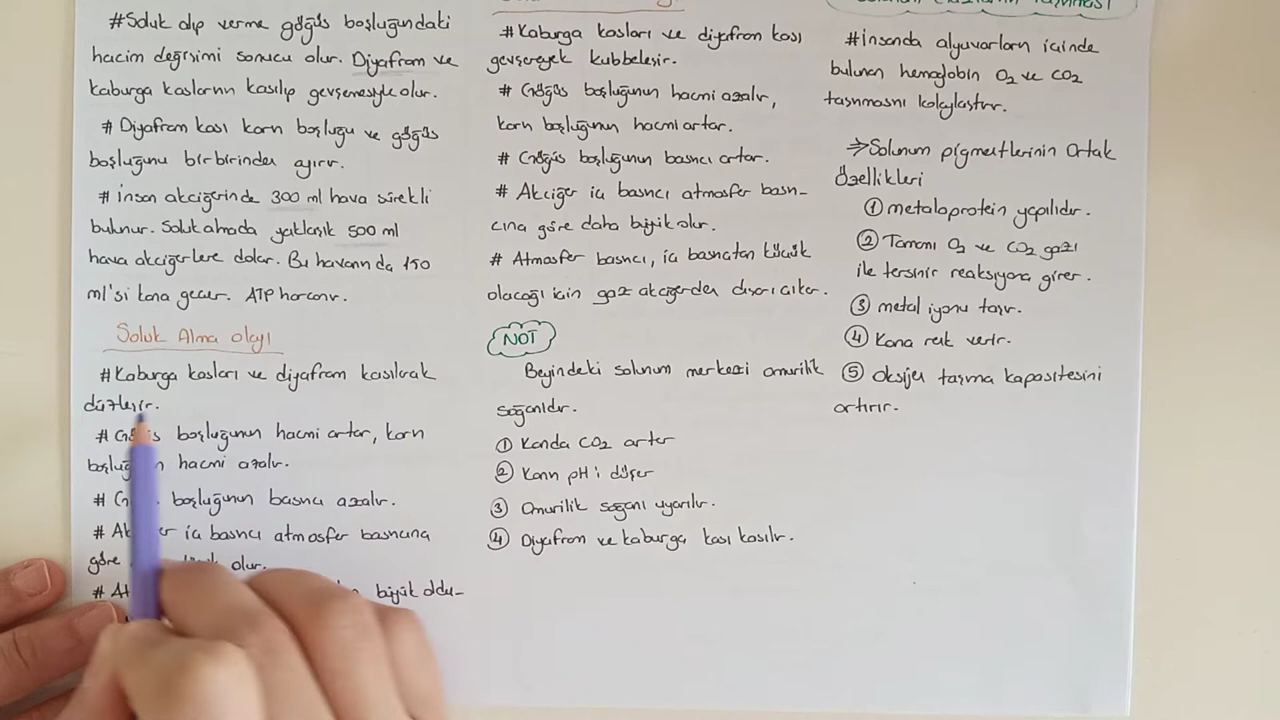 #Soluk alıp verme göğüs boşluğundaki
hacim değişimi sonucu olur. Diyafram ve
kaburga kaslarının kasılıp gevşemesiyle olur.
# Diyafram kası karın boşluğu ve göğüs
boşluğunu birbirinden ayırır.
# İnsan akciğerinde 300 ml hava sürekli
bulunur. Soluk almada yaklaşık 500 ml
hava akciğerlere dolar. Bu havanın da 150
ml'si kana geçer. ATP harcanır.
Soluk Alma olayı
#Kaburga kasları ve diyafram kasılarak
düzleşir.
# boşluğunun hacmi artar, karın
hacmi azalır.
# boşluğunun basıncı azalır.
# iç basıncı atmosfer basıncına
göre olur.
# büyük oldu-
#Kaburga kasları ve diyafram kası
gevşeyerek kubbeleşir.
# Göğüs boşluğunun hacmi azalır,
karın boşluğunun hacmi artar.
# Göğüs boşluğunun basıncı artar.
# Akciğer iç basıncı atmosfer basın-
cına göre daha büyük olur.
# Atmosfer basıncı, iç basınçtan küçük
olacağı için gaz akciğerden dışarı çıkar.
NOT
Beyindeki solunum merkezi omurilik
soğanıdır.
① Kanda CO₂ artar
② Kanın pH'ı düşer
③ Omurilik soğanı uyarılır.
④ Diyafram ve kaburga kası kasılır.
#İnsanda alyuvarların içinde
bulunan hemoglobin O₂ ve CO₂
taşınmasını kolaylaştırır.
⇒Solunum pigmentlerinin Ortak
Özellikleri
① metaloprotein yapılıdır.
② Tamamı O₂ ve CO₂ gazı
ile tersinir reaksiyona girer.
③ metal iyonu taşır.
④ Kana renk verir.
⑤ Oksijen taşıma kapasitesini
artırır.